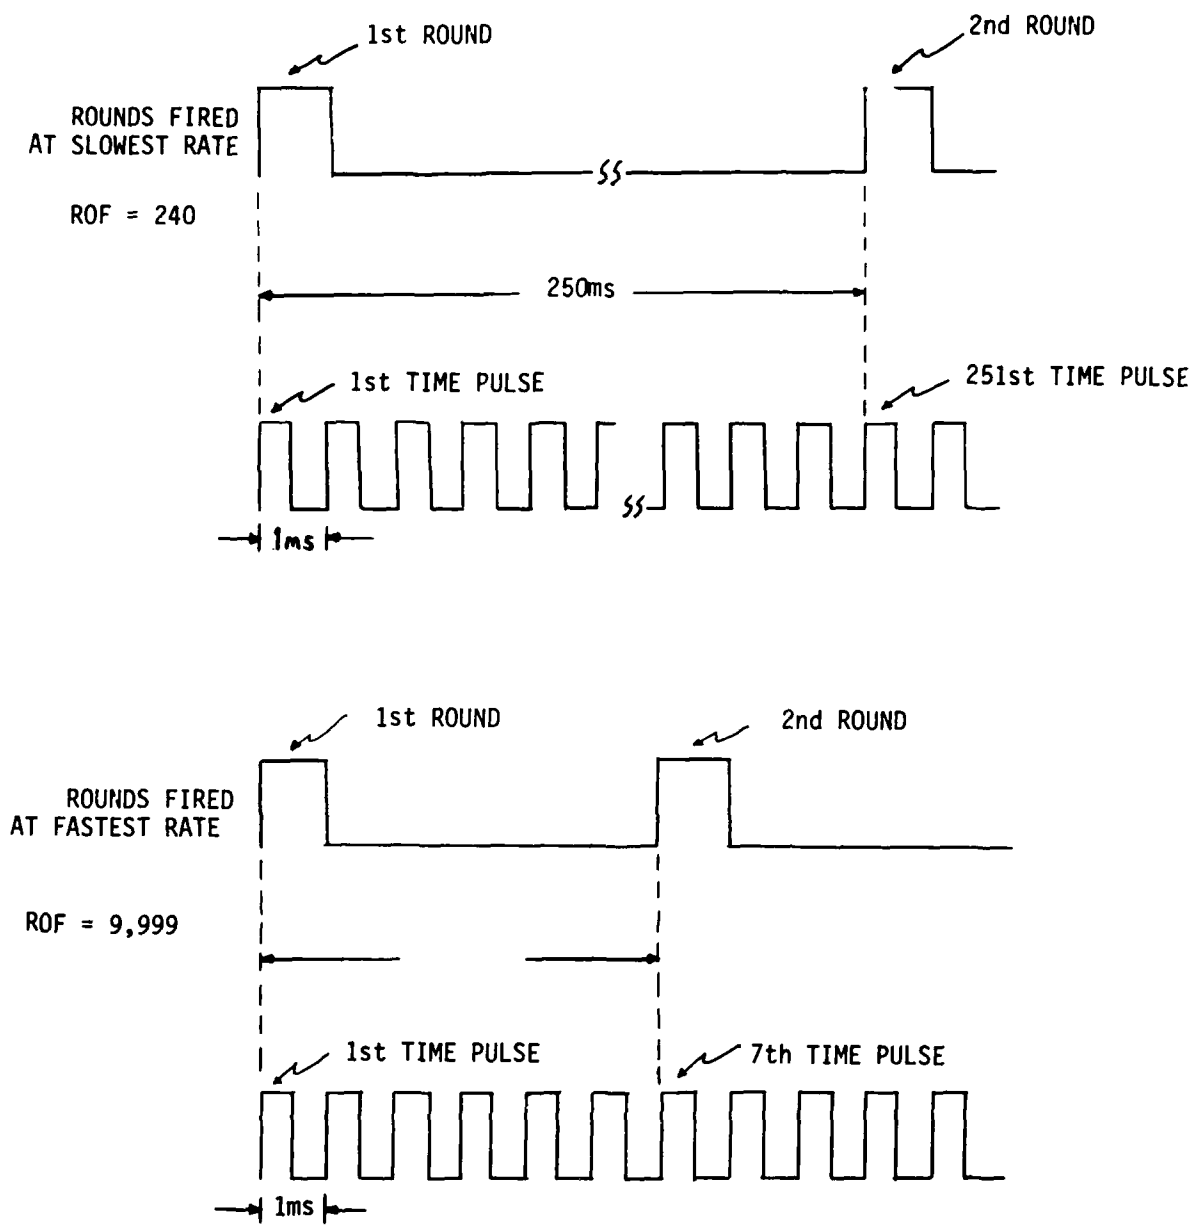 1st ROUND
2nd ROUND
ROUNDS FIRED
AT SLOWEST RATE
ROF = 240
250ms
1st TIME PULSE
251st TIME PULSE
1ms
1st ROUND
2nd ROUND
ROUNDS FIRED
AT FASTEST RATE
ROF = 9,999
1st TIME PULSE
7th TIME PULSE
1ms